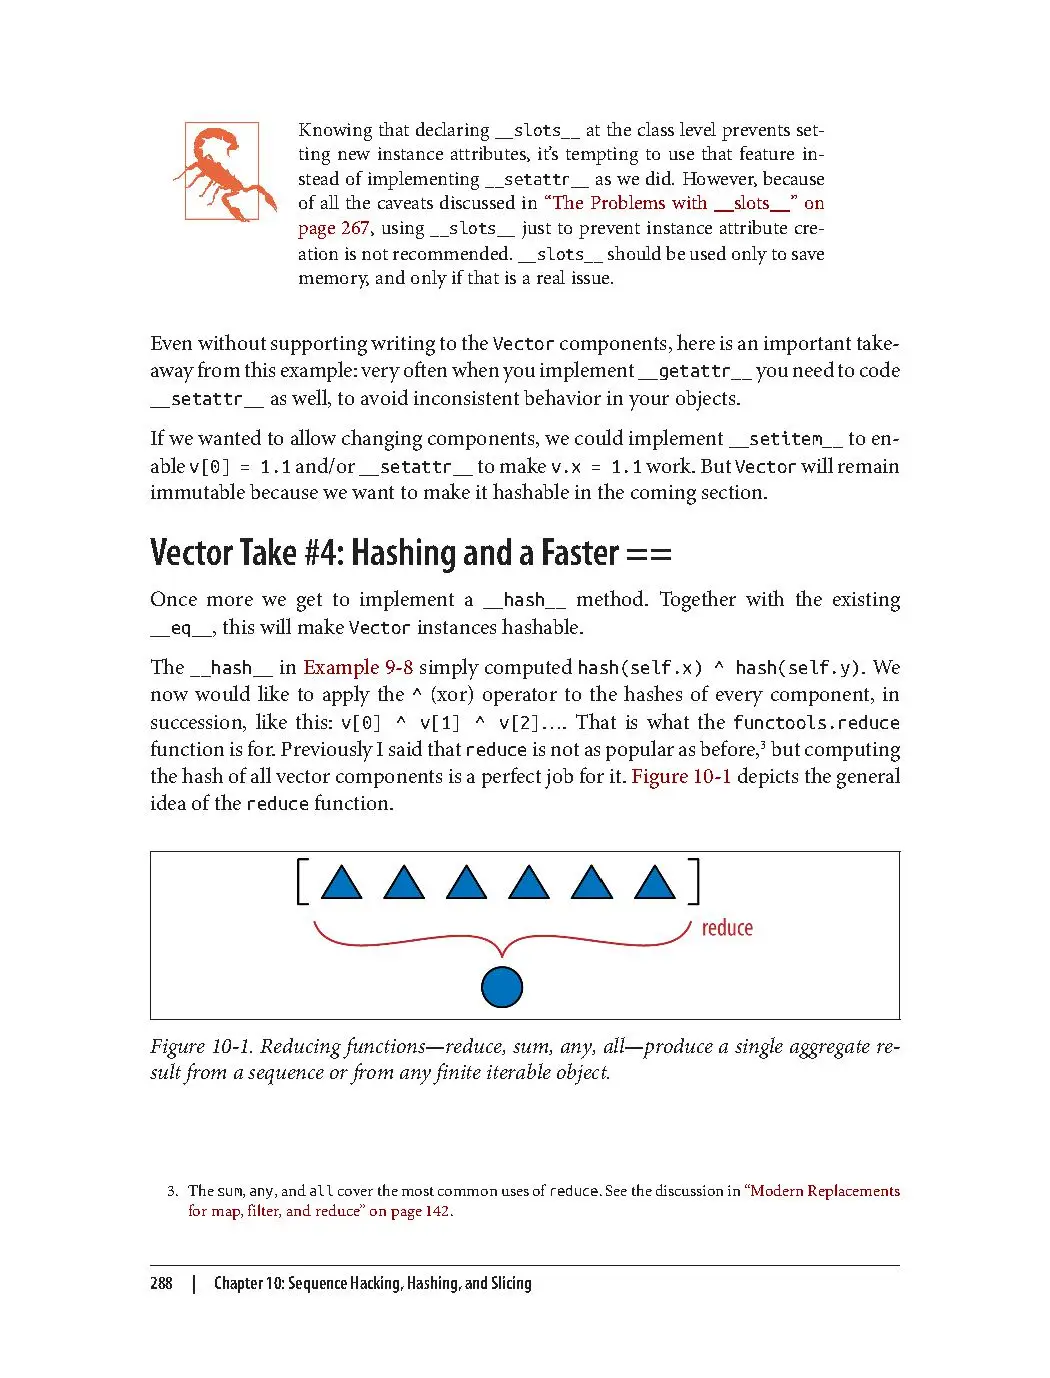 Knowing that declaring __slots__ at the class level prevents set-
ting new instance attributes, it’s tempting to use that feature in-
stead of implementing __setattr__ as we did. However, because
of all the caveats discussed in “The Problems with __slots__” on
page 267, using __slots__ just to prevent instance attribute cre-
ation is not recommended. __slots__ should be used only to save
memory, and only if that is a real issue.
Even without supporting writing to the Vector components, here is an important take-
away from this example: very often when you implement __getattr__ you need to code
__setattr__ as well, to avoid inconsistent behavior in your objects.
If we wanted to allow changing components, we could implement __setitem__ to en-
able v[0] = 1.1 and/or __setattr__ to make v.x = 1.1 work. But Vector will remain
immutable because we want to make it hashable in the coming section.
Vector Take #4: Hashing and a Faster ==
Once more we get to implement a __hash__ method. Together with the existing
__eq__, this will make Vector instances hashable.
The __hash__ in Example 9-8 simply computed hash(self.x) ^ hash(self.y). We
now would like to apply the ^ (xor) operator to the hashes of every component, in
succession, like this: v[0] ^ v[1] ^ v[2]…. That is what the functools.reduce
function is for. Previously I said that reduce is not as popular as before,3 but computing
the hash of all vector components is a perfect job for it. Figure 10-1 depicts the general
idea of the reduce function.
reduce
Figure 10-1. Reducing functions—reduce, sum, any, all—produce a single aggregate re-
sult from a sequence or from any finite iterable object.
3. The sum, any, and all cover the most common uses of reduce. See the discussion in “Modern Replacements
for map, filter, and reduce” on page 142.
288 | Chapter 10: Sequence Hacking, Hashing, and Slicing